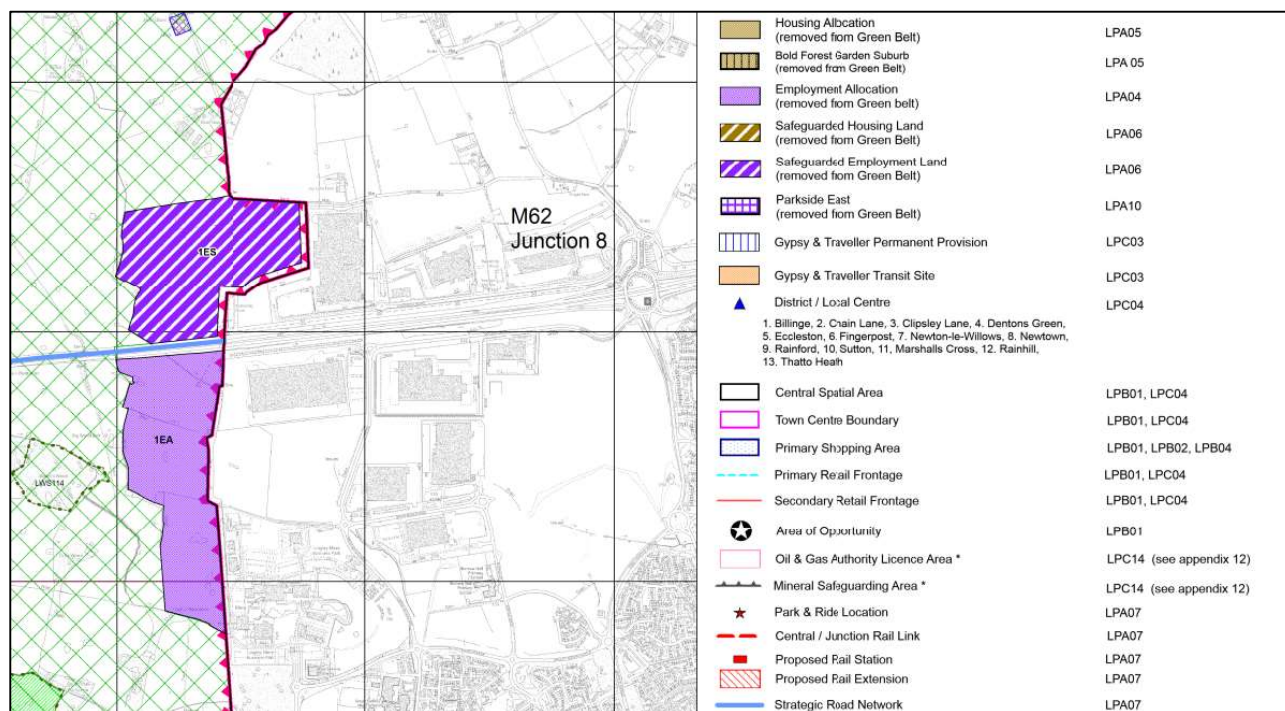 1ES
1EA
LWS114
M62
Junction 8
Housing Allocation
(removed from Green Belt)
LPA05
Bold Forest Garden Suburb
(removed from Green Belt)
LPA 05
Employment Allocation
(removed from Green belt)
LPA04
Safeguarded Housing Land
(removed from Green Belt)
LPA06
Safeguarded Employment Land
(removed from Green Belt)
LPA06
Parkside East
(removed from Green Belt)
LPA10
Gypsy & Traveller Permanent Provision
LPC03
Gypsy & Traveller Transit Site
LPC03
District / Local Centre
LPC04
1. Billinge, 2. Chain Lane, 3. Clipsley Lane, 4. Dentons Green,
5. Eccleston, 6. Fingerpost, 7. Newton-le-Willows, 8. Newtown,
9. Rainford, 10, Sutton, 11, Marshalls Cross, 12. Rainhill,
13. Thatto Heath
Central Spatial Area
LPB01, LPC04
Town Centre Boundary
LPB01, LPC04
Primary Shopping Area
LPB01, LPB02, LPB04
Primary Retail Frontage
LPB01, LPC04
Secondary Retail Frontage
LPB01, LPC04
Area of Opportunity
LPB01
Oil & Gas Authority Licence Area *
LPC14 (see appendix 12)
Mineral Safeguarding Area *
LPC14 (see appendix 12)
Park & Ride Location
LPA07
Central / Junction Rail Link
LPA07
Proposed Rail Station
LPA07
Proposed Rail Extension
LPA07
Strategic Road Network
LPA07